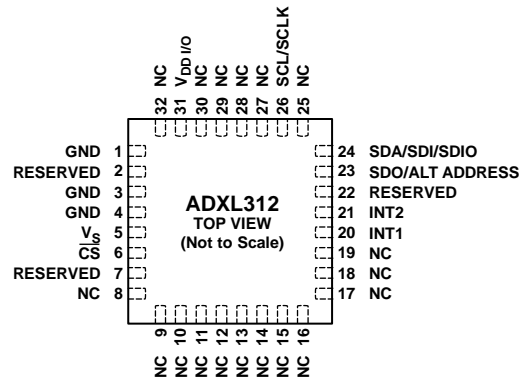 32 NC
31 VDD I/O
30 NC
29 NC
28 NC
27 NC
26 SCL/SCLK
25 NC
GND 1
RESERVED 2
GND 3
GND 4
VS 5
CS 6
RESERVED 7
NC 8
ADXL312
TOP VIEW
(Not to Scale)
24 SDA/SDI/SDIO
23 SDO/ALT ADDRESS
22 RESERVED
21 INT2
20 INT1
19 NC
18 NC
17 NC
NC 9
NC 10
NC 11
NC 12
NC 13
NC 14
NC 15
NC 16